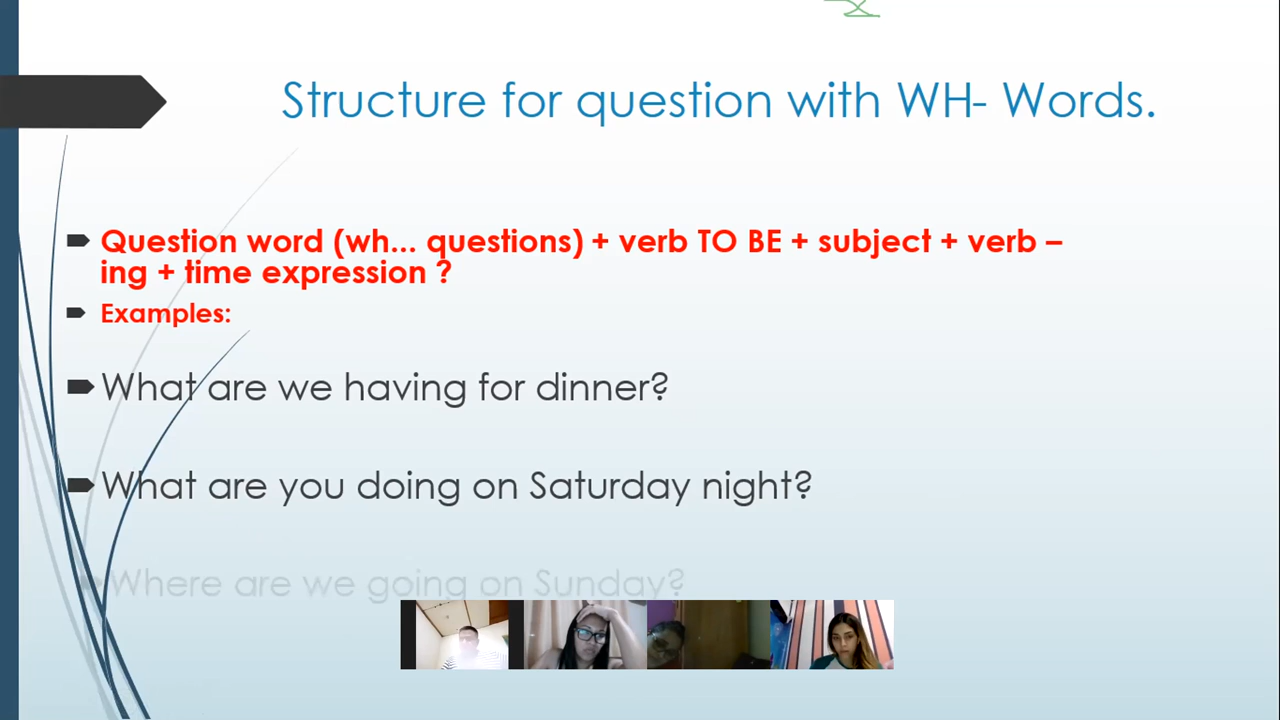 Structure for question with WH- Words.
Question word (wh... questions) + verb TO BE + subject + verb –
ing + time expression ?
Examples:
What are we having for dinner?
What are you doing on Saturday night?
Where are we going on Sunday?